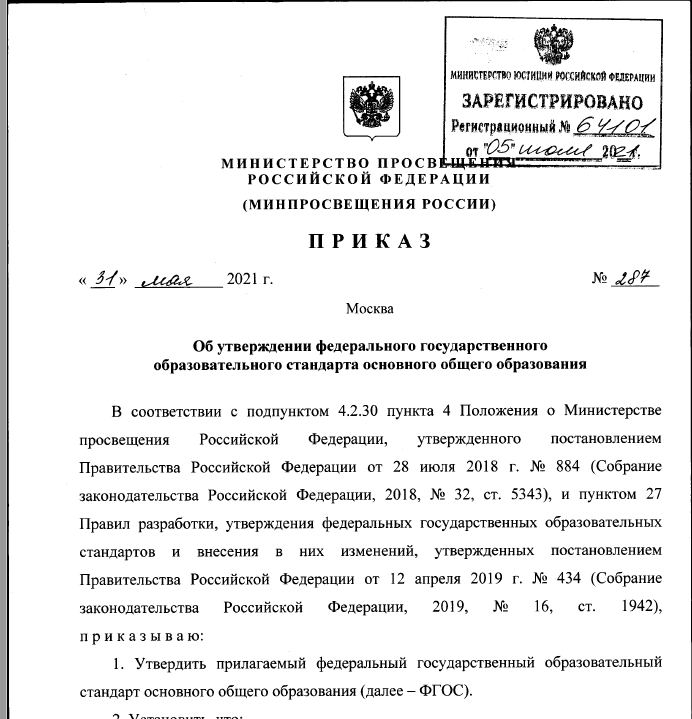 МИНИСТЕРСТВО ЮСТИЦИИ РОССИЙСКОЙ ФЕДЕРАЦИИ
ЗАРЕГИСТРИРОВАНО
Регистрационный № 64101
от "05" июля 2021г.
МИНИСТЕРСТВО ПРОСВЕЩЕНИЯ
РОССИЙСКОЙ ФЕДЕРАЦИИ
(МИНПРОСВЕЩЕНИЯ РОССИИ)
ПРИКАЗ
« 31 » мая 2021 г. № 287
Москва
Об утверждении федерального государственного
образовательного стандарта основного общего образования
В соответствии с подпунктом 4.2.30 пункта 4 Положения о Министерстве
просвещения Российской Федерации, утвержденного постановлением
Правительства Российской Федерации от 28 июля 2018 г. № 884 (Собрание
законодательства Российской Федерации, 2018, № 32, ст. 5343), и пунктом 27
Правил разработки, утверждения федеральных государственных образовательных
стандартов и внесения в них изменений, утвержденных постановлением
Правительства Российской Федерации от 12 апреля 2019 г. № 434 (Собрание
законодательства Российской Федерации, 2019, № 16, ст. 1942),
приказываю:
1. Утвердить прилагаемый федеральный государственный образовательный
стандарт основного общего образования (далее – ФГОС).
2. Установить, что: